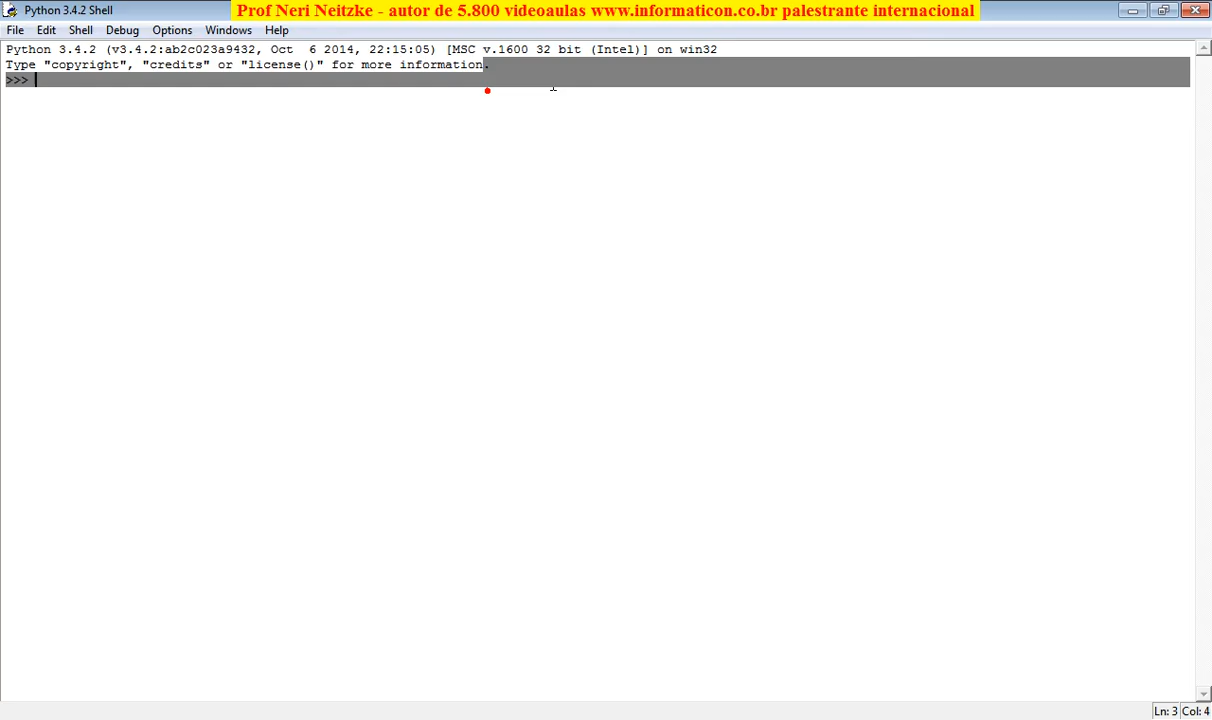 Python 3.4.2 Shell
Prof Neri Neitzke - autor de 5.800 videoaulas www.informaticon.co.br palestrante internacional
File Edit Shell Debug Options Windows Help
Python 3.4.2 (v3.4.2:ab2c023a9432, Oct  6 2014, 22:15:05) [MSC v.1600 32 bit (Intel)] on win32
Type "copyright", "credits" or "license()" for more information.
>>>
Ln: 3 Col: 4